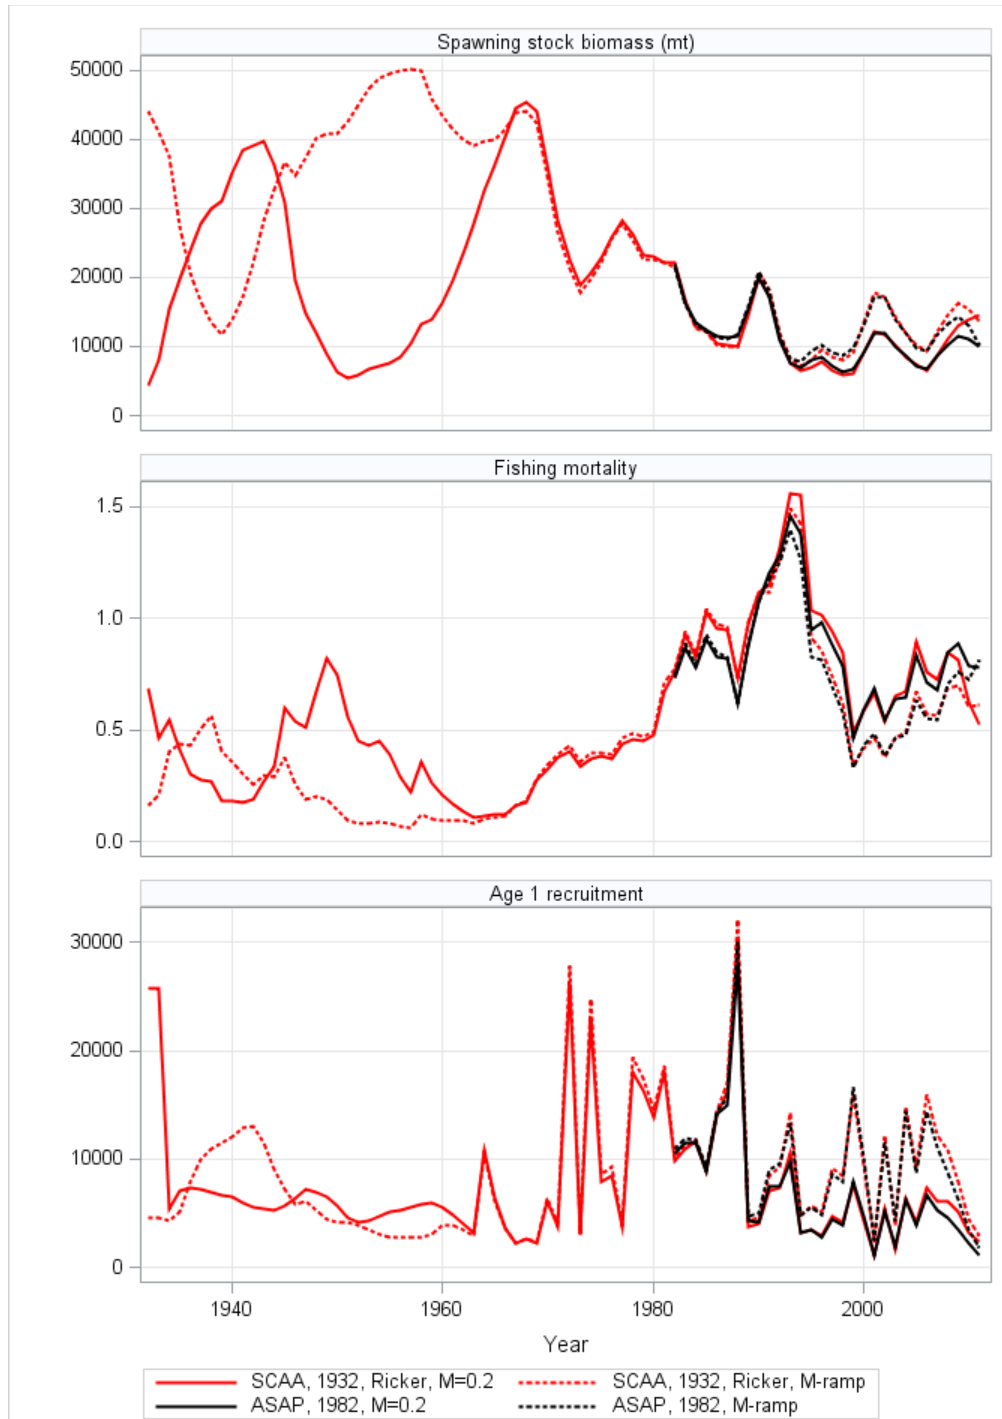 Spawning stock biomass (mt)
50000
40000
30000
20000
10000
0
Fishing mortality
1.5
1.0
0.5
0.0
Age 1 recruitment
30000
20000
10000
0
1940 1960 1980 2000
Year
SCAA, 1932, Ricker, M=0.2 SCAA, 1932, Ricker, M-ramp
ASAP, 1982, M=0.2 ASAP, 1982, M-ramp